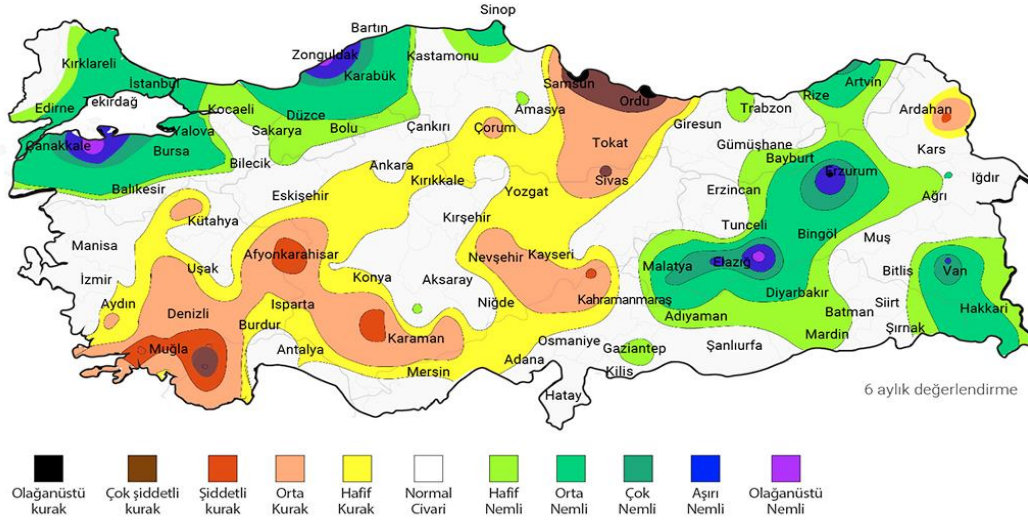 Sinop
Bartın
Zonguldak
Kastamonu
Kırklareli
Karabük
İstanbul
Samsun
Artvin
Edirne
Tekirdağ
Kocaeli
Düzce
Amasya
Ordu
Trabzon
Rize
Ardahan
Yalova
Sakarya
Bolu
Çankırı
Çorum
Giresun
Çanakkale
Bursa
Tokat
Gümüşhane
Kars
Bilecik
Ankara
Bayburt
Balıkesir
Kırıkkale
Sivas
Erzurum
Iğdır
Eskişehir
Yozgat
Erzincan
Ağrı
Kütahya
Kırşehir
Tunceli
Manisa
Bingöl
Muş
Afyonkarahisar
Nevşehir
Kayseri
Uşak
Elazığ
İzmir
Konya
Aksaray
Malatya
Bitlis
Van
Aydın
Isparta
Niğde
Kahramanmaraş
Diyarbakır
Siirt
Hakkari
Denizli
Burdur
Karaman
Adıyaman
Batman
Şırnak
Mardin
Muğla
Antalya
Osmaniye
Gaziantep
Şanlıurfa
Mersin
Adana
Kilis
Hatay
6 aylık değerlendirme
Olağanüstü
kurak
Çok şiddetli
kurak
Şiddetli
kurak
Orta
Kurak
Hafif
Kurak
Normal
Civari
Hafif
Nemli
Orta
Nemli
Çok
Nemli
Aşırı
Nemli
Olağanüstü
Nemli